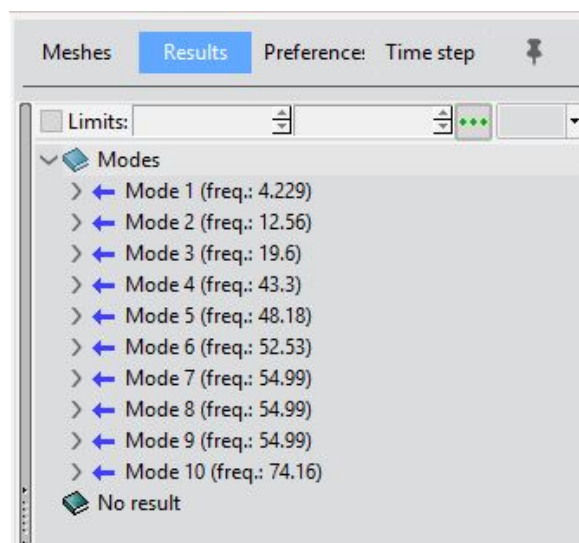 Meshes Results Preference: Time step
Limits:
Modes
Mode 1 (freq.: 4.229)
Mode 2 (freq.: 12.56)
Mode 3 (freq.: 19.6)
Mode 4 (freq.: 43.3)
Mode 5 (freq.: 48.18)
Mode 6 (freq.: 52.53)
Mode 7 (freq.: 54.99)
Mode 8 (freq.: 54.99)
Mode 9 (freq.: 54.99)
Mode 10 (freq.: 74.16)
No result